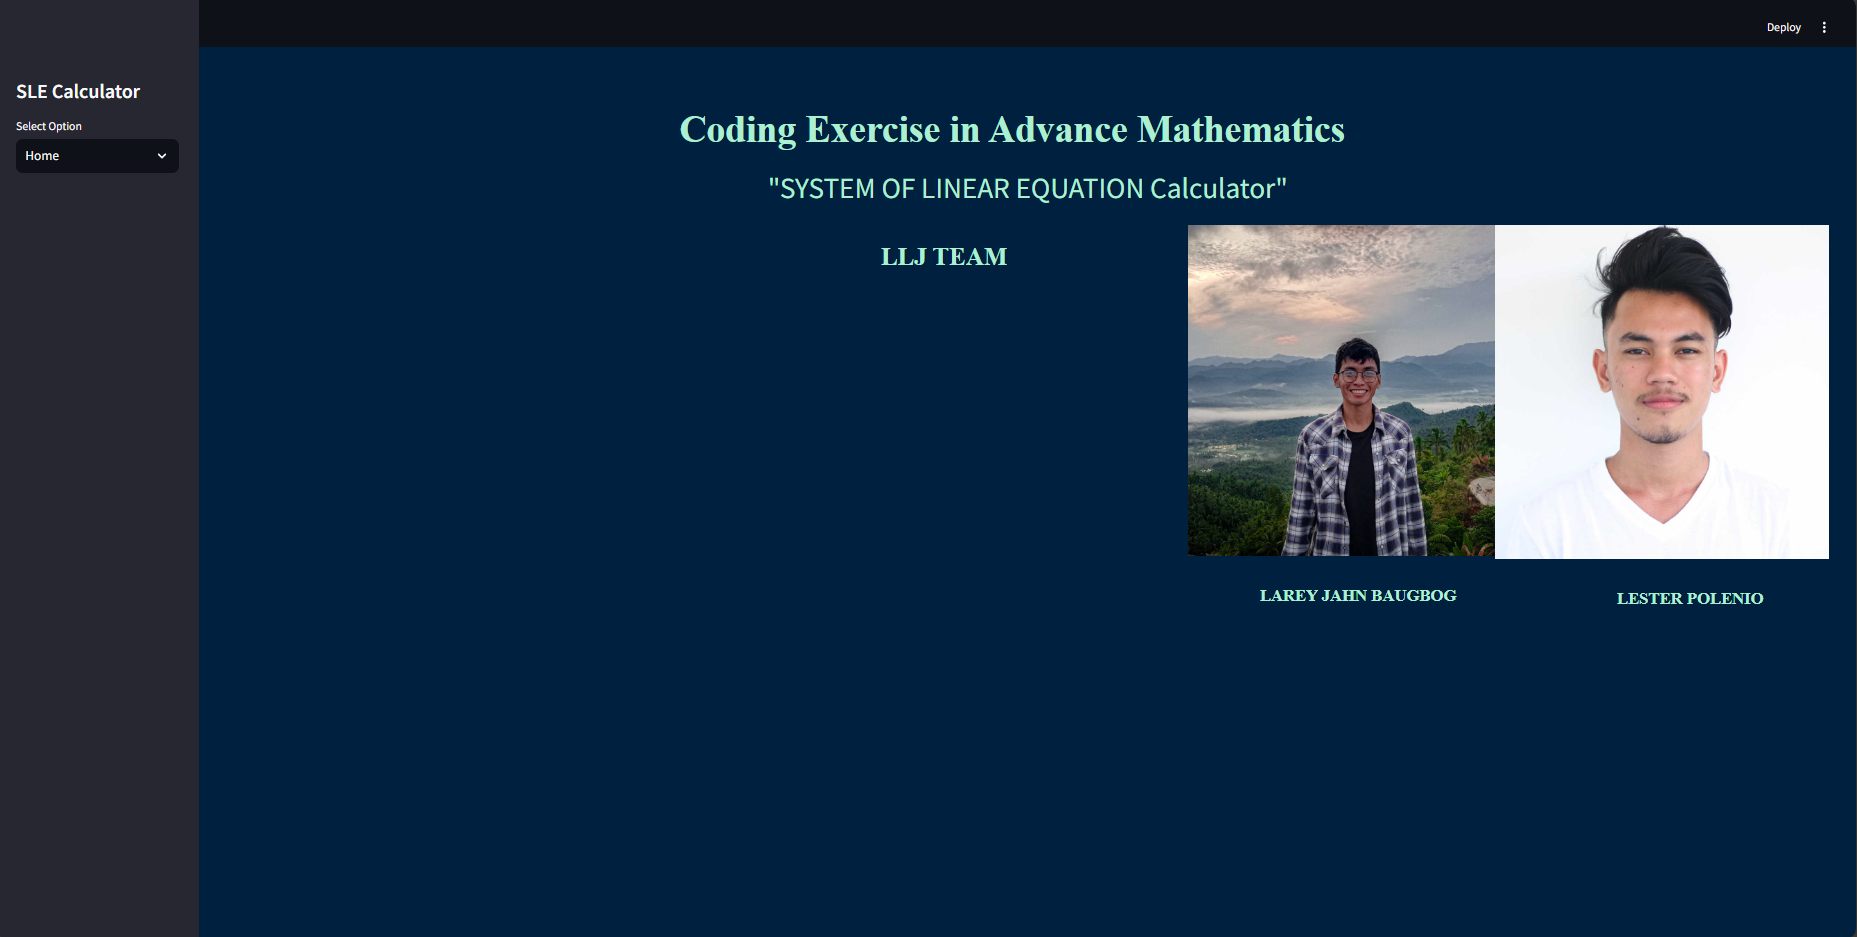 Deploy
SLE Calculator
Select Option
Home
Coding Exercise in Advance Mathematics
"SYSTEM OF LINEAR EQUATION Calculator"
LLJ TEAM
LAREY JAHN BAUGBOG
LESTER POLENIO